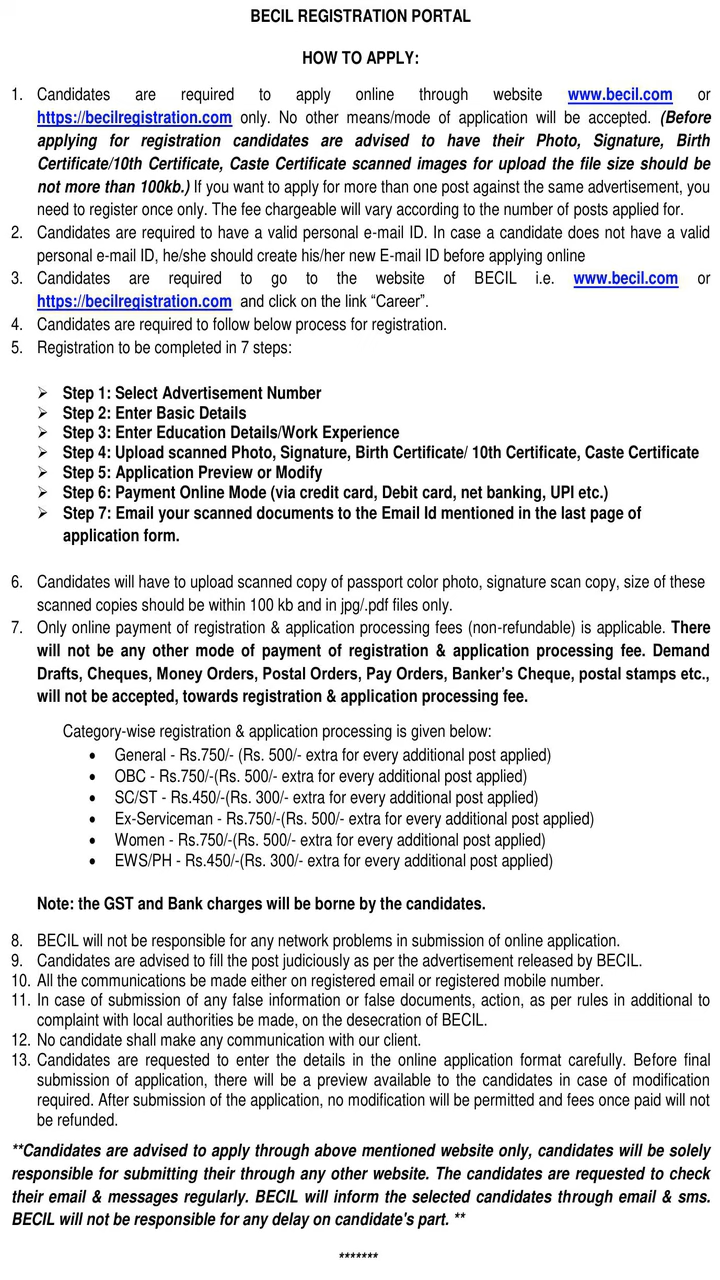 BECIL REGISTRATION PORTAL
HOW TO APPLY:
1. Candidates are required to apply online through website www.becil.com or
https://becilregistration.com only. No other means/mode of application will be accepted. (Before
applying for registration candidates are advised to have their Photo, Signature, Birth
Certificate/10th Certificate, Caste Certificate scanned images for upload the file size should be
not more than 100kb.) If you want to apply for more than one post against the same advertisement, you
need to register once only. The fee chargeable will vary according to the number of posts applied for.
2. Candidates are required to have a valid personal e-mail ID. In case a candidate does not have a valid
personal e-mail ID, he/she should create his/her new E-mail ID before applying online
3. Candidates are required to go to the website of BECIL i.e. www.becil.com or
https://becilregistration.com and click on the link “Career”.
4. Candidates are required to follow below process for registration.
5. Registration to be completed in 7 steps:
➢ Step 1: Select Advertisement Number
➢ Step 2: Enter Basic Details
➢ Step 3: Enter Education Details/Work Experience
➢ Step 4: Upload scanned Photo, Signature, Birth Certificate/ 10th Certificate, Caste Certificate
➢ Step 5: Application Preview or Modify
➢ Step 6: Payment Online Mode (via credit card, Debit card, net banking, UPI etc.)
➢ Step 7: Email your scanned documents to the Email Id mentioned in the last page of
application form.
6. Candidates will have to upload scanned copy of passport color photo, signature scan copy, size of these
scanned copies should be within 100 kb and in jpg/.pdf files only.
7. Only online payment of registration & application processing fees (non-refundable) is applicable. There
will not be any other mode of payment of registration & application processing fee. Demand
Drafts, Cheques, Money Orders, Postal Orders, Pay Orders, Banker’s Cheque, postal stamps etc.,
will not be accepted, towards registration & application processing fee.
Category-wise registration & application processing is given below:
• General - Rs.750/- (Rs. 500/- extra for every additional post applied)
• OBC - Rs.750/-(Rs. 500/- extra for every additional post applied)
• SC/ST - Rs.450/-(Rs. 300/- extra for every additional post applied)
• Ex-Serviceman - Rs.750/-(Rs. 500/- extra for every additional post applied)
• Women - Rs.750/-(Rs. 500/- extra for every additional post applied)
• EWS/PH - Rs.450/-(Rs. 300/- extra for every additional post applied)
Note: the GST and Bank charges will be borne by the candidates.
8. BECIL will not be responsible for any network problems in submission of online application.
9. Candidates are advised to fill the post judiciously as per the advertisement released by BECIL.
10. All the communications be made either on registered email or registered mobile number.
11. In case of submission of any false information or false documents, action, as per rules in additional to
complaint with local authorities be made, on the desecration of BECIL.
12. No candidate shall make any communication with our client.
13. Candidates are requested to enter the details in the online application format carefully. Before final
submission of application, there will be a preview available to the candidates in case of modification
required. After submission of the application, no modification will be permitted and fees once paid will not
be refunded.
**Candidates are advised to apply through above mentioned website only, candidates will be solely
responsible for submitting their through any other website. The candidates are requested to check
their email & messages regularly. BECIL will inform the selected candidates through email & sms.
BECIL will not be responsible for any delay on candidate's part. **
*******